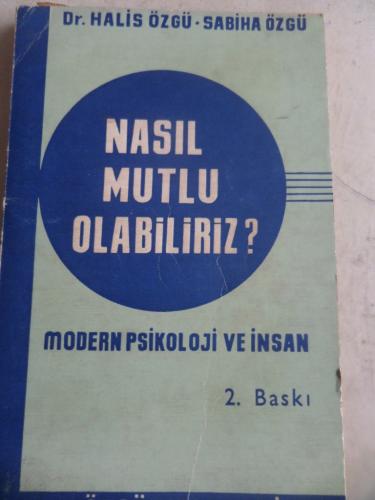 Dr. HALİS ÖZGÜ - SABİHA ÖZGÜ
NASIL
MUTLU
OLABİLİRİZ?
MODERN PSİKOLOJİ VE İNSAN
2. Baskı